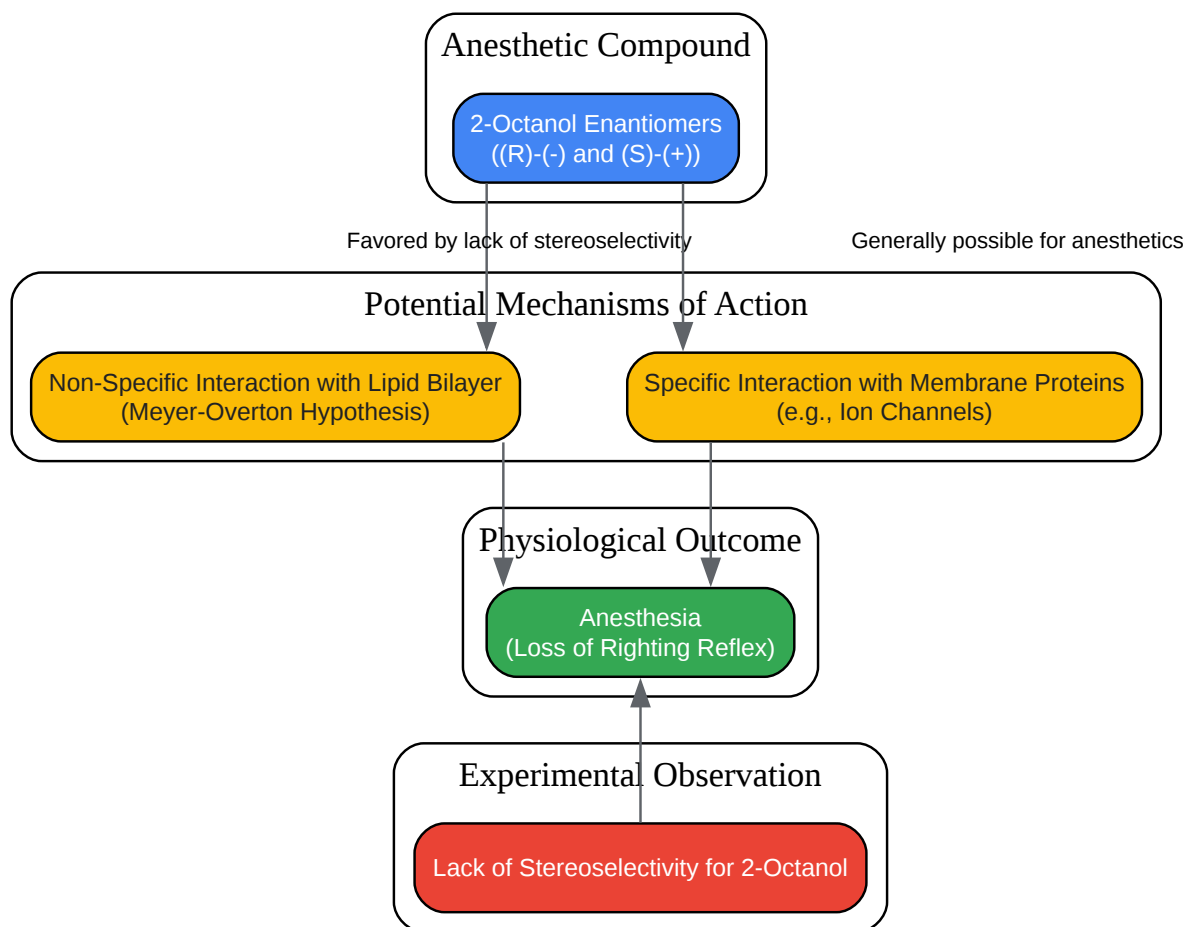 Anesthetic Compound
2-Octanol Enantiomers
((R)-(-) and (S)-(+))
Favored by lack of stereoselectivity
Generally possible for anesthetics
Potential Mechanisms of Action
Non-Specific Interaction with Lipid Bilayer
(Meyer-Overton Hypothesis)
Specific Interaction with Membrane Proteins
(e.g., Ion Channels)
Physiological Outcome
Anesthesia
(Loss of Righting Reflex)
Experimental Observation
Lack of Stereoselectivity for 2-Octanol